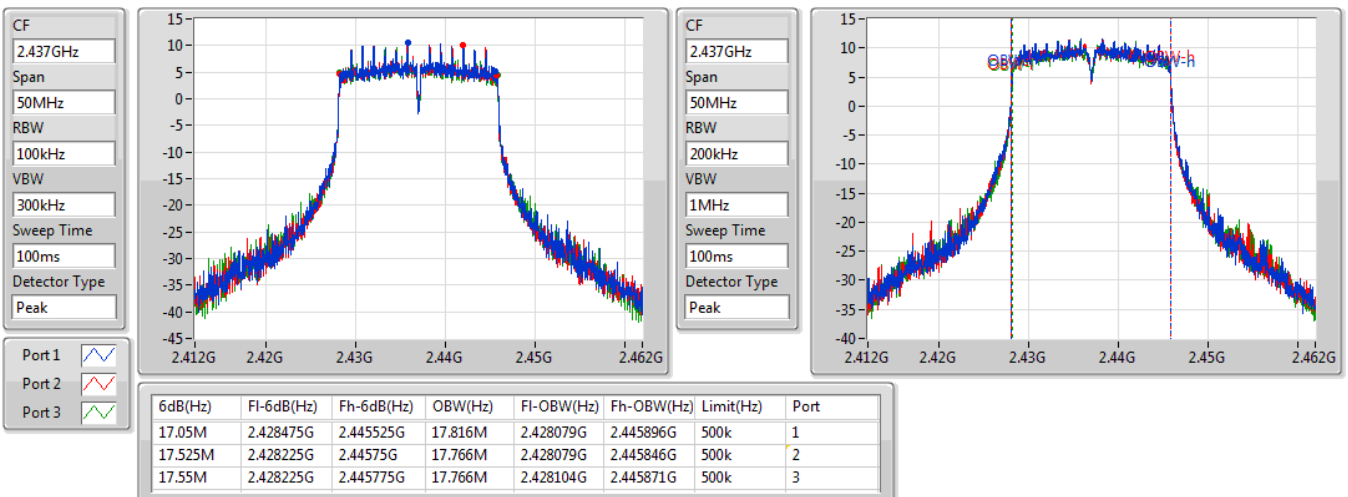 CF
2.437GHz
Span
50MHz
RBW
100kHz
VBW
300kHz
Sweep Time
100ms
Detector Type
Peak
15
10
5
0
-5
-10
-15
-20
-25
-30
-35
-40
-45
2.412G 2.42G 2.43G 2.44G 2.45G 2.462G
CF
2.437GHz
Span
50MHz
RBW
200kHz
VBW
1MHz
Sweep Time
100ms
Detector Type
Peak
15
10
5
0
-5
-10
-15
-20
-25
-30
-35
-40
OBW-h
2.412G 2.42G 2.43G 2.44G 2.45G 2.462G
Port 1
Port 2
Port 3
6dB(Hz) Fl-6dB(Hz) Fh-6dB(Hz) OBW(Hz) Fl-OBW(Hz) Fh-OBW(Hz) Limit(Hz) Port
17.05M 2.428475G 2.445525G 17.816M 2.428079G 2.445896G 500k 1
17.525M 2.428225G 2.44575G 17.766M 2.428079G 2.445846G 500k 2
17.55M 2.428225G 2.445775G 17.766M 2.428104G 2.445871G 500k 3